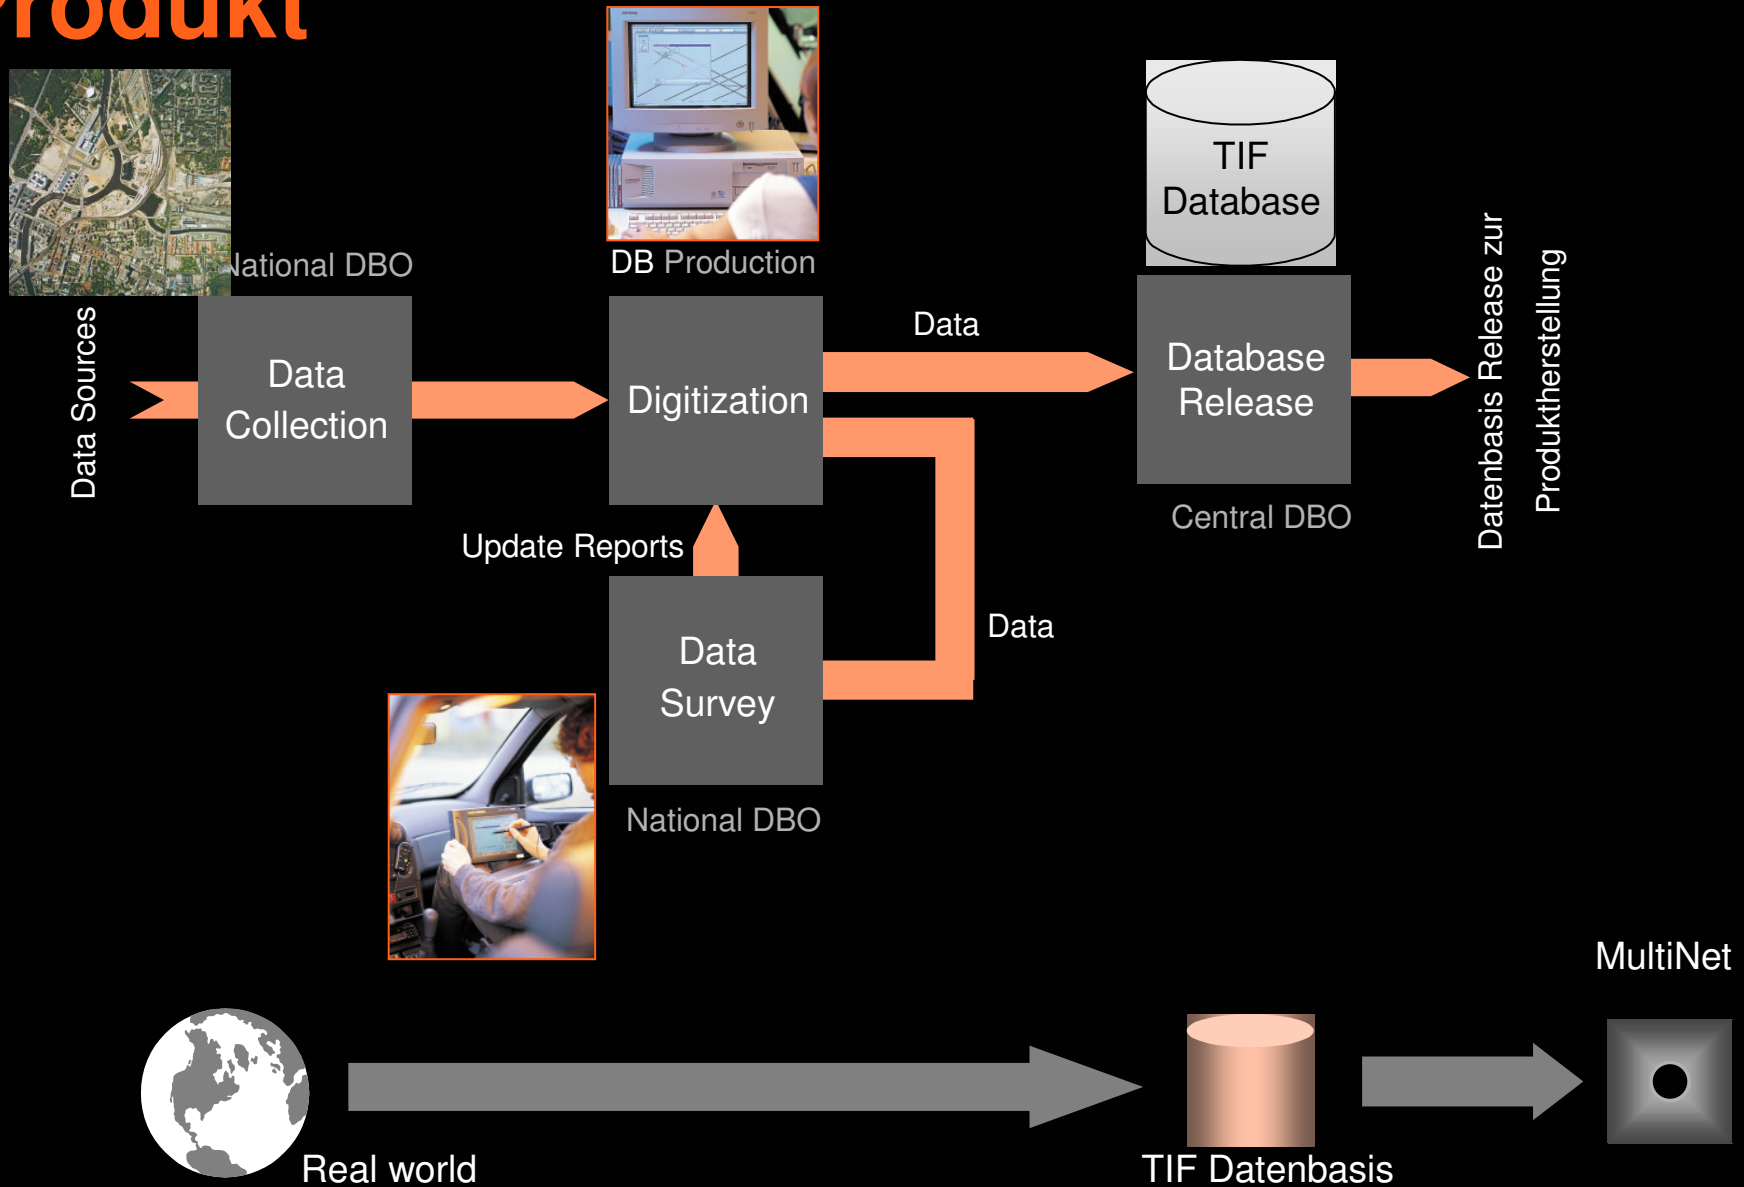 Produkt
National DBO
DB Production
TIF
Database
Data Sources
Data
Collection
Digitization
Data
Database
Release
Datenbasis Release zur
Produktherstellung
Central DBO
Update Reports
Data
Survey
Data
National DBO
MultiNet
Real world
TIF Datenbasis